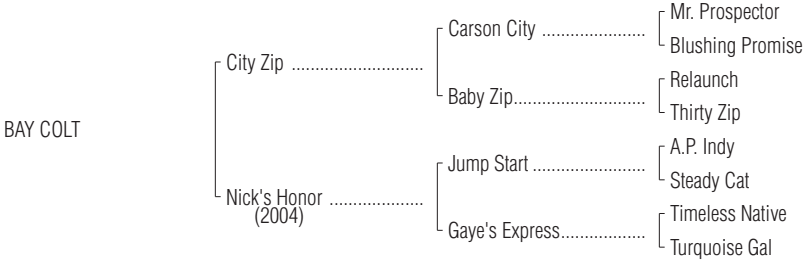 Mr. Prospector
Carson City ......................
Blushing Promise
City Zip ............................
Relaunch
Baby Zip............................
Thirty Zip
BAY COLT
A.P. Indy
Jump Start ........................
Steady Cat
Nick's Honor ....................
(2004)
Timeless Native
Gaye's Express..................
Turquoise Gal